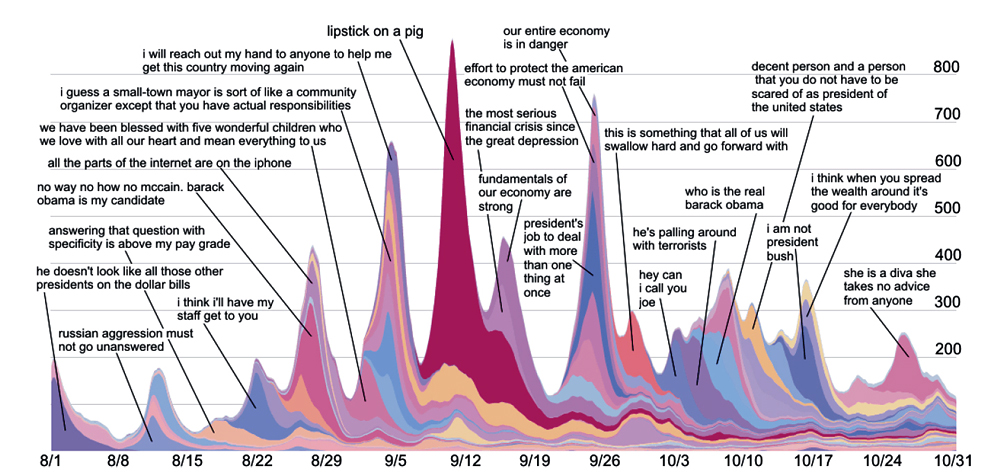 lipstick on a pig
our entire economy
is in danger
i will reach out my hand to anyone to help me
get this country moving again
effort to protect the american
economy must not fail
decent person and a person
that you do not have to be
scared of as president of
the united states
i guess a small-town mayor is sort of like a community
organizer except that you have actual responsibilities
the most serious
financial crisis since
the great depression
we have been blessed with five wonderful children who
we love with all our heart and mean everything to us
this is something that all of us will
swallow hard and go forward with
all the parts of the internet are on the iphone
fundamentals of
our economy are
strong
i think when you spread
the wealth around it's
good for everybody
no way no how no mccain. barack
obama is my candidate
who is the real
barack obama
president's
job to deal
with more
than one
thing at
once
answering that question with
specificity is above my pay grade
he's palling around
with terrorists
i am not
president
bush
he doesn't look like all those other
presidents on the dollar bills
hey can
i call you
joe
she is a diva she
takes no advice
from anyone
i think i'll have my
staff get to you
russian aggression must
not go unanswered
800
700
600
500
400
300
200
8/1
8/8
8/15
8/22
8/29
9/5
9/12
9/19
9/26
10/3
10/10
10/17
10/24
10/31